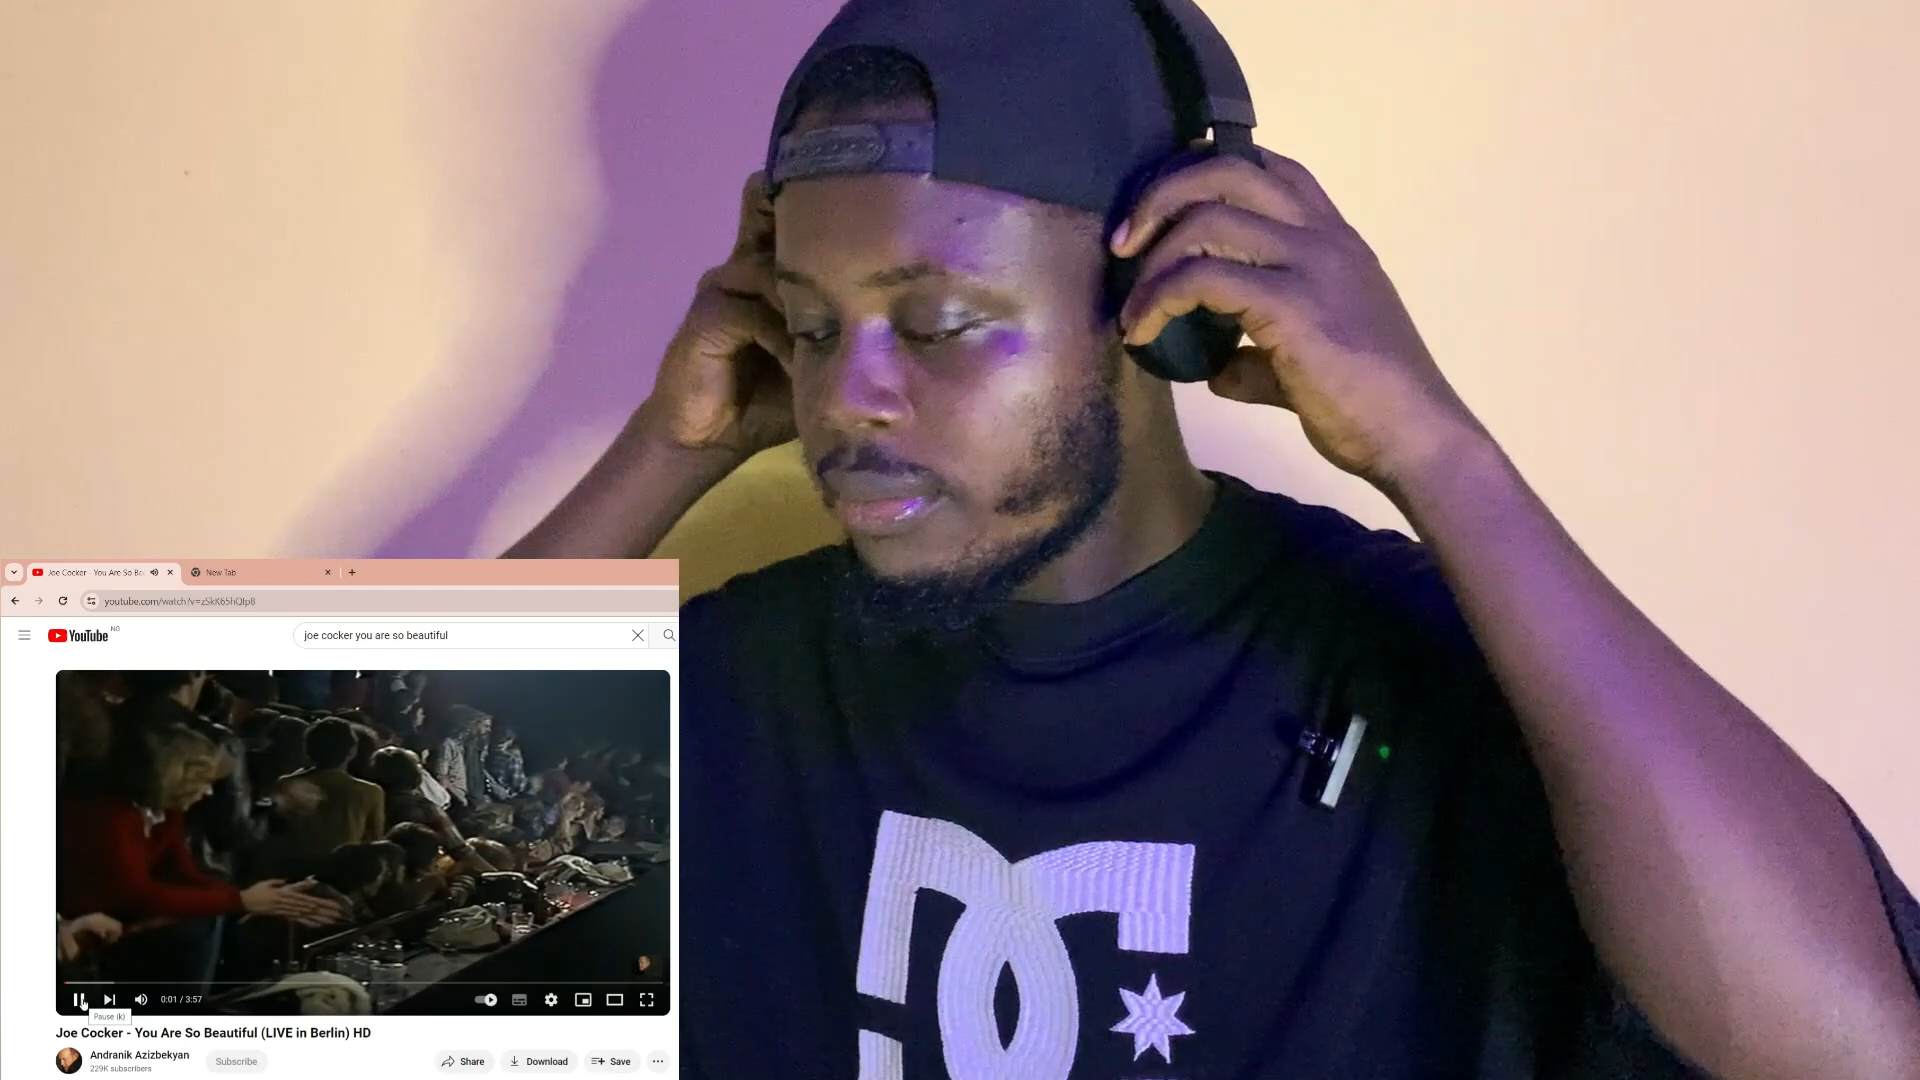 Joe Cocker - You Are So Be
New Tab
youtube.com/watch?v=zSkK65hQIp8
YouTube NG
joe cocker you are so beautiful
0:01 / 3:57
Pause (k)
Joe Cocker - You Are So Beautiful (LIVE in Berlin) HD
Andranik Azizbekyan
229K subscribers
Subscribe
Share
Download
Save
DC